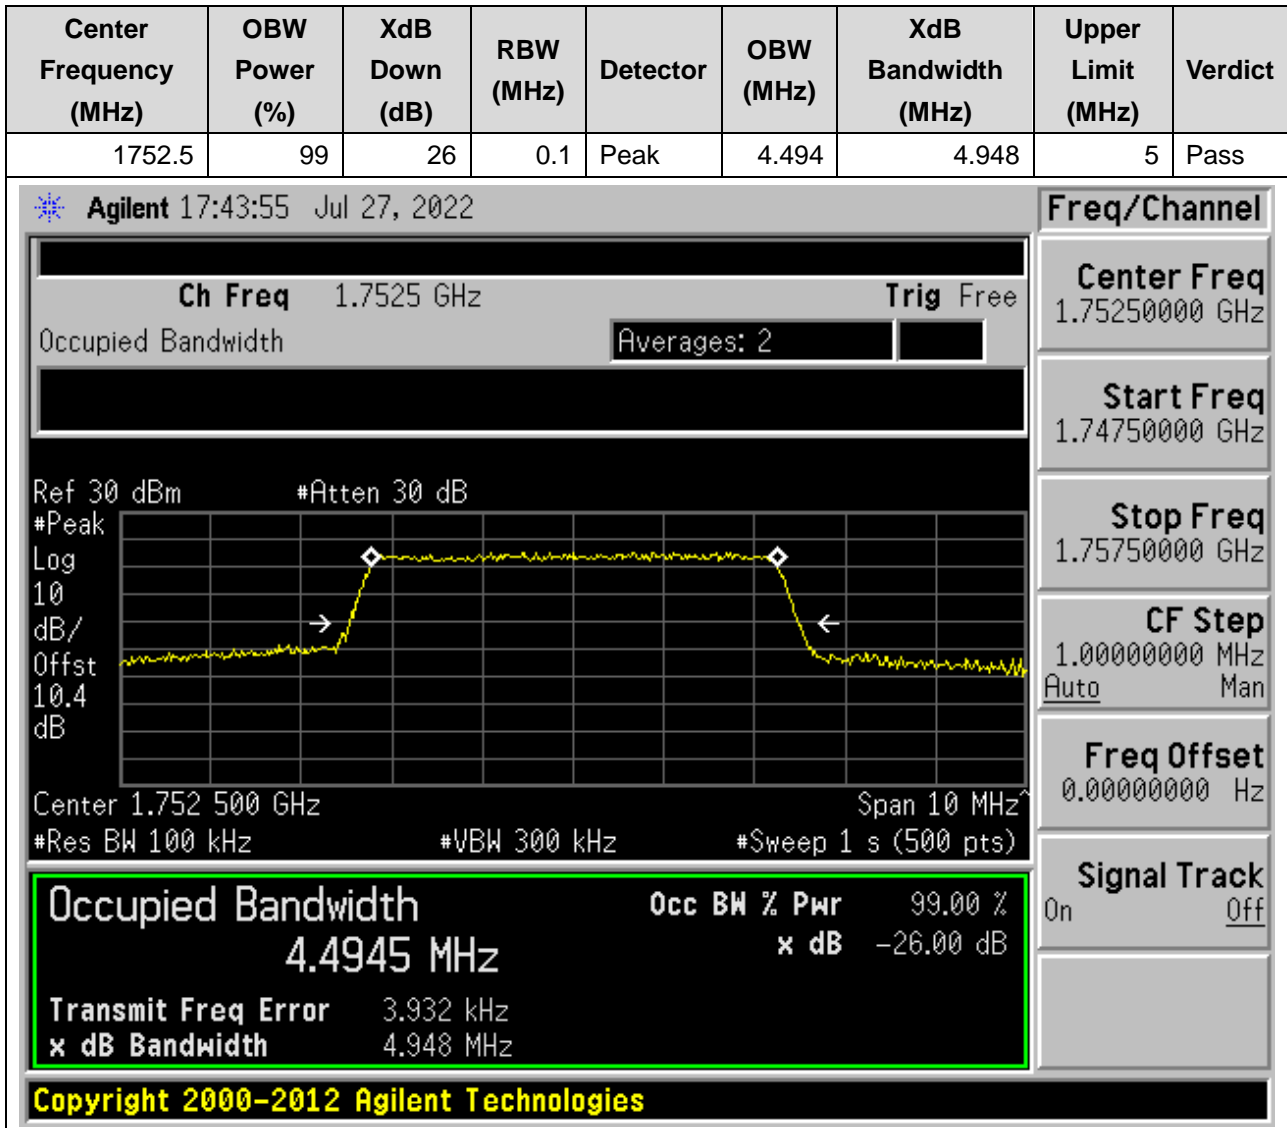 Center Frequency (MHz) OBW Power (%) XdB Down (dB) RBW (MHz) Detector OBW (MHz) XdB Bandwidth (MHz) Upper Limit (MHz) Verdict
1752.5 99 26 0.1 Peak 4.494 4.948 5 Pass
Agilent 17:43:55 Jul 27, 2022
Ch Freq 1.7525 GHz Trig Free
Occupied Bandwidth Averages: 2
Ref 30 dBm #Atten 30 dB
#Peak
Log
10
dB/
Offst
10.4
dB
Center 1.752 500 GHz Span 10 MHz^
#Res BW 100 kHz #VBW 300 kHz #Sweep 1 s (500 pts)
Occupied Bandwidth Occ BW % Pwr 99.00 %
4.4945 MHz x dB -26.00 dB
Transmit Freq Error 3.932 kHz
x dB Bandwidth 4.948 MHz
Copyright 2000-2012 Agilent Technologies
Freq/Channel
Center Freq
1.75250000 GHz
Start Freq
1.74750000 GHz
Stop Freq
1.75750000 GHz
CF Step
1.00000000 MHz
Auto Man
Freq Offset
0.00000000 Hz
Signal Track
On Off